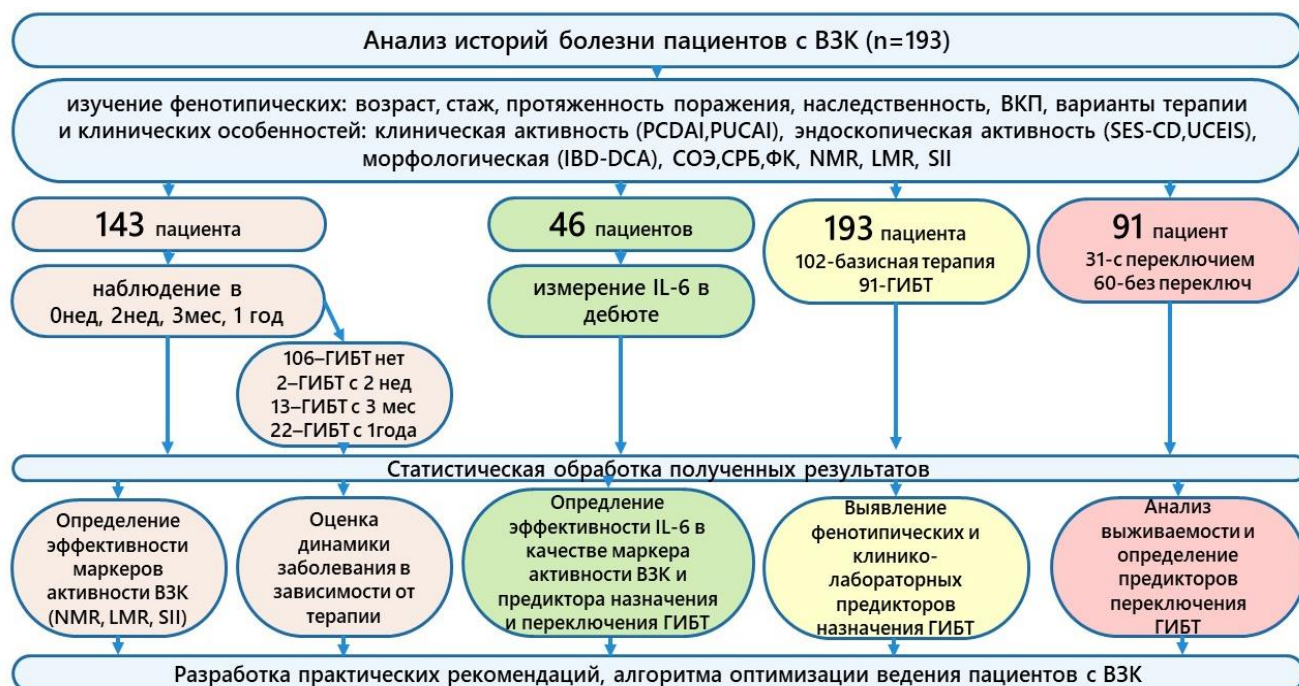 Анализ историй болезни пациентов с ВЗК (n=193)
изучение фенотипических: возраст, стаж, протяженность поражения, наследственность, ВКП, варианты терапии
и клинических особенностей: клиническая активность (PCDAI,PUCAI), эндоскопическая активность (SES-CD,UCEIS),
морфологическая (IBD-DCA), СОЭ,СРБ,ФК, NMR, LMR, SII
143 пациента
наблюдение в
0нед, 2нед, 3мес, 1 год
106–ГИБТ нет
2–ГИБТ с 2 нед
13–ГИБТ с 3 мес
22–ГИБТ с 1года
46 пациентов
измерение IL-6 в
дебюте
193 пациента
102-базисная терапия
91-ГИБТ
91 пациент
31-с переключием
60-без переключ
Статистическая обработка полученных результатов
Определение
эффективности
маркеров
активности ВЗК
(NMR, LMR, SII)
Оценка
динамики
заболевания в
зависимости от
терапии
Опредление
эффективности IL-6 в
качестве маркера
активности ВЗК и
предиктора назначения
и переключения ГИБТ
Выявление
фенотипических и
клинико-
лабораторных
предикторов
назначения ГИБТ
Анализ
выживаемости и
определение
предикторов
переключения
ГИБТ
Разработка практических рекомендаций, алгоритма оптимизации ведения пациентов с ВЗК